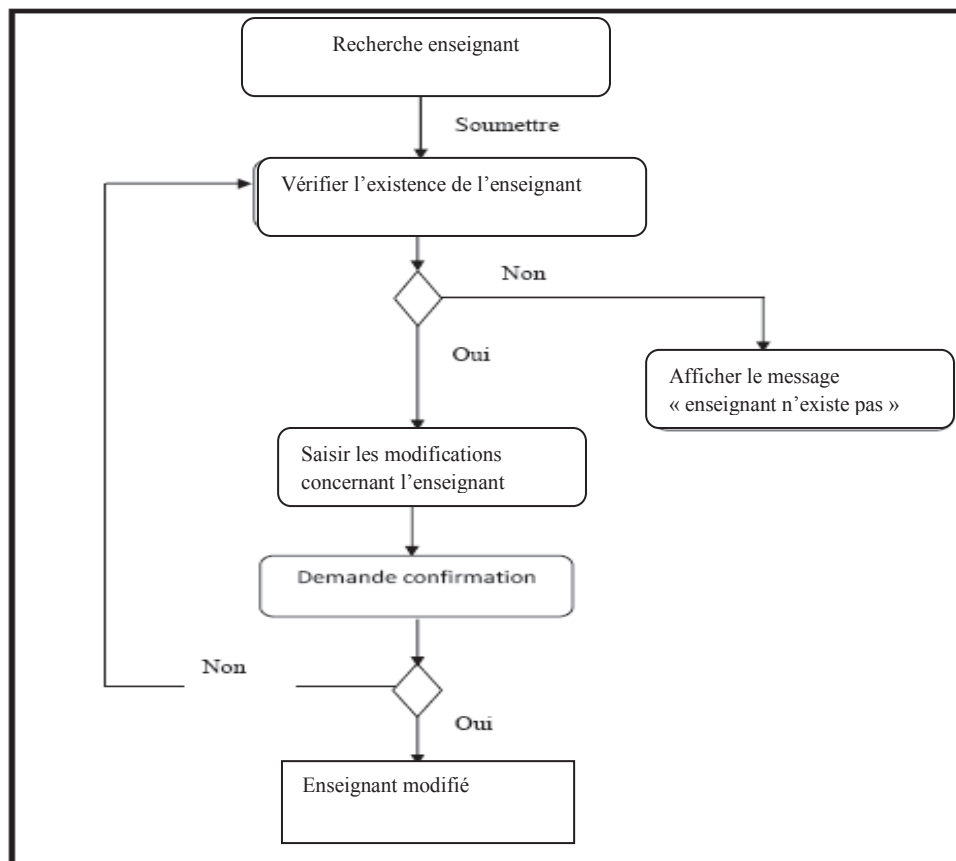 Recherche enseignant
Soumettre
Vérifier l’existence de l’enseignant
Non
Oui
Afficher le message
« enseignant n’existe pas »
Saisir les modifications
concernant l’enseignant
Demande confirmation
Non
Oui
Enseignant modifié